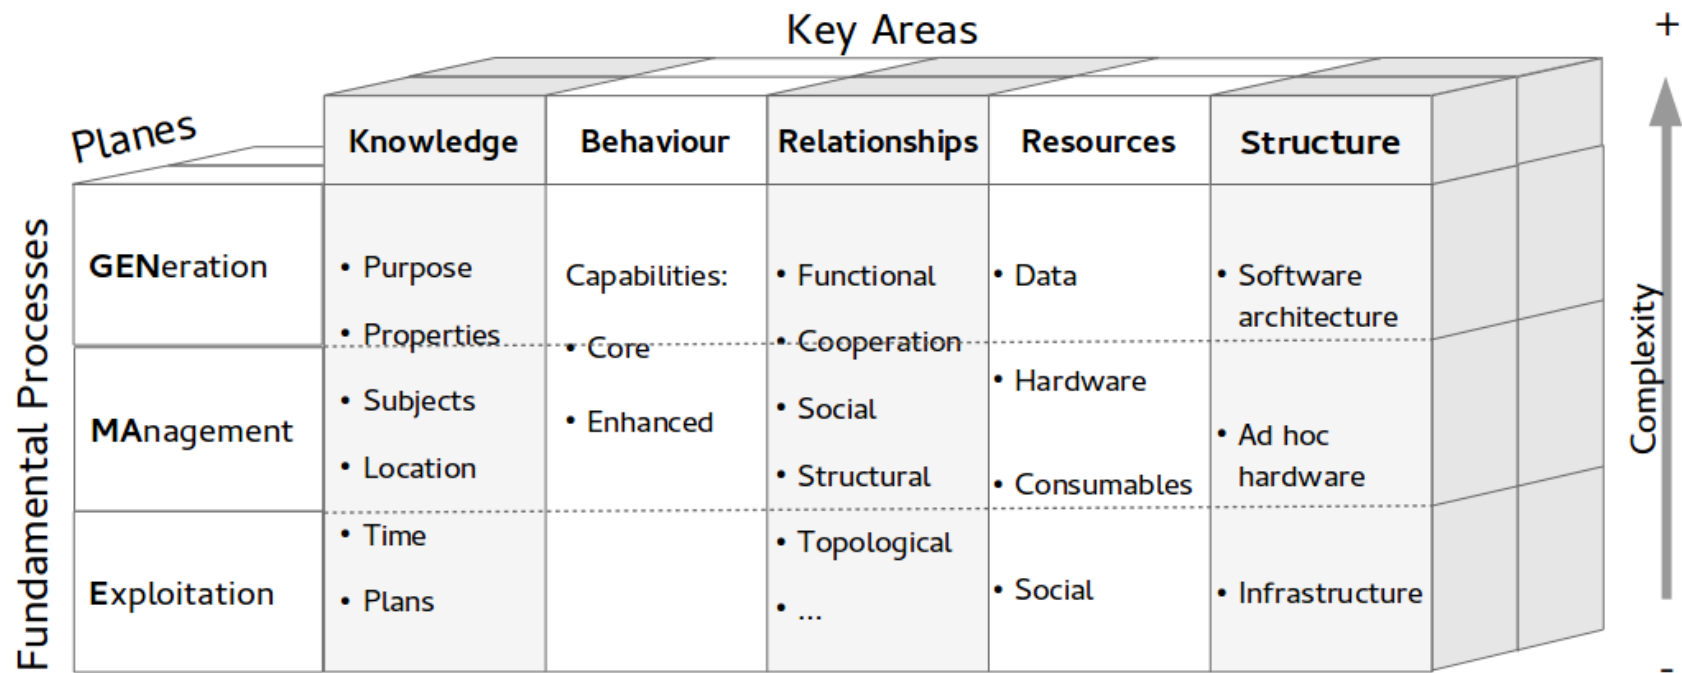 Key Areas
+
Planes
Knowledge
Behaviour
Relationships
Resources
Structure
Fundamental Processes
GENeration
MAnagement
Exploitation
• Purpose
• Properties
• Subjects
• Location
• Time
• Plans
Capabilities:
• Core
• Enhanced
• Functional
• Cooperation
• Social
• Structural
• Topological
• ...
• Data
• Hardware
• Consumables
• Social
• Software
architecture
• Ad hoc
hardware
• Infrastructure
Complexity
-